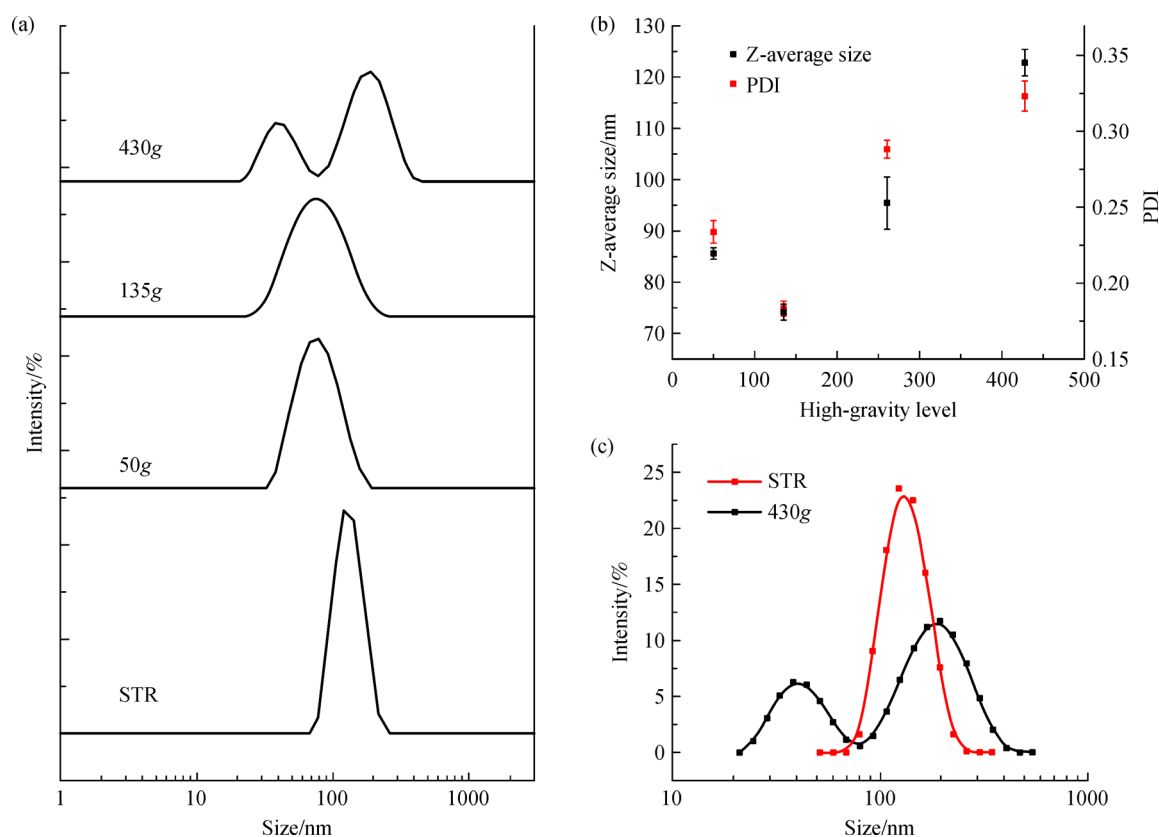 (a)
430g
135g
50g
STR
Intensity/%
1
10
100
1000
Size/nm
(b)
130
120
110
100
90
80
70
Z-average size/nm
Z-average size
PDI
0.35
0.30
0.25
0.20
0.15
PDI
0
100
200
300
400
500
High-gravity level
(c)
25
20
15
10
5
0
Intensity/%
STR
430g
10
100
1000
Size/nm